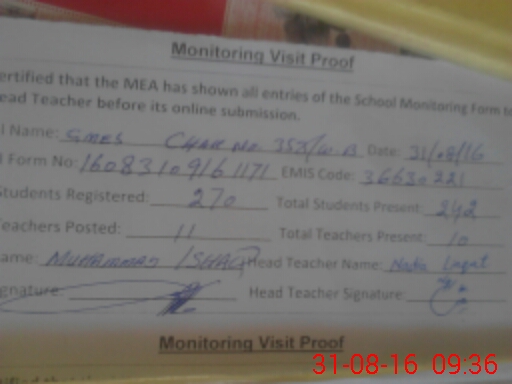 Monitoring Visit Proof
ertified that the MEA has shown all entries of the School Monitoring Form
ead Teacher before its online submission.
l Name: GMES CHAK No. 353/W.B Date: 31/08/16
Form No: 16083109161171 EMIS Code: 36630221
Students Registered: 270 Total Students Present: 242
Teachers Posted: 11 Total Teachers Present: 10
ame: MUHAMMAD ISHAQ Head Teacher Name: Nadia
gnature: Head Teacher Signature:
Monitoring Visit Proof
31-08-16 09:36